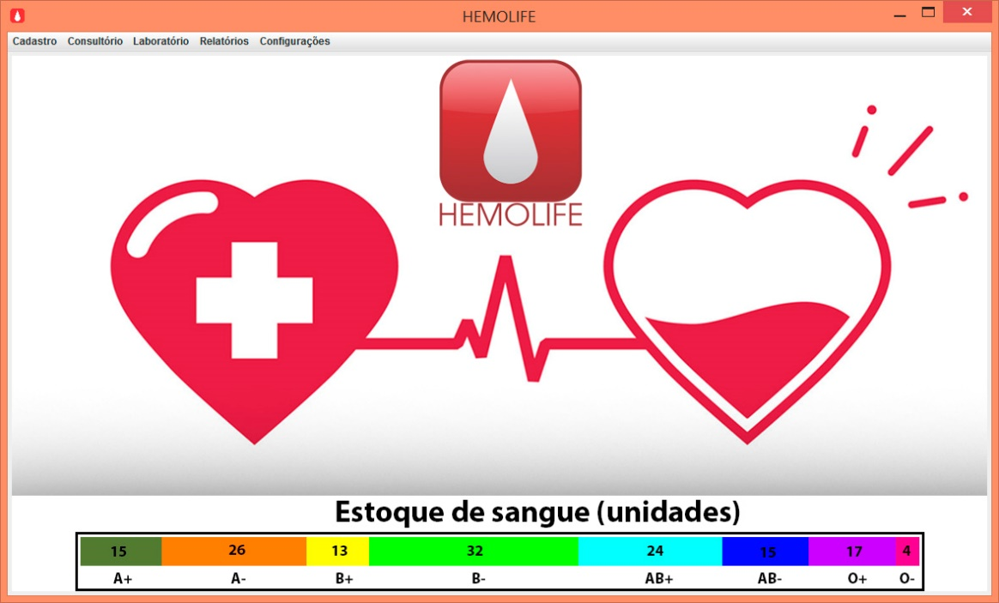 HEMOLIFE
Cadastro Consultório Laboratório Relatórios Configurações
HEMOLIFE
Estoque de sangue (unidades)
15 26 13 32 24 15 17 4
A+ A- B+ B- AB+ AB- O+ O-